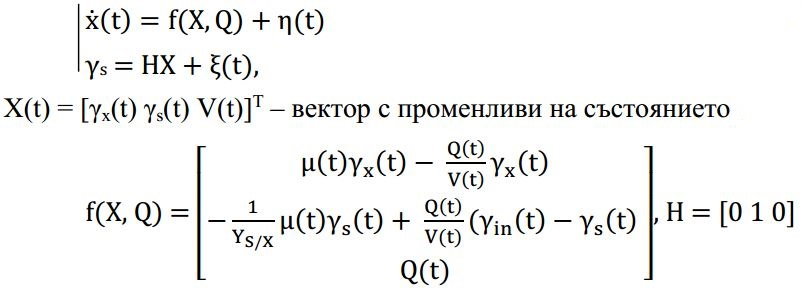 ẋ(t) = f(X, Q) + η(t)
γs = HX + ξ(t),
X(t) = [γx(t) γs(t) V(t)]T – вектор с променливи на състоянието
μ(t)γx(t) − Q(t)/V(t) γx(t)
f(X, Q) = [ −1/YS/X μ(t)γs(t) + Q(t)/V(t) (γin(t) − γs(t) ], H = [0 1 0]
Q(t)